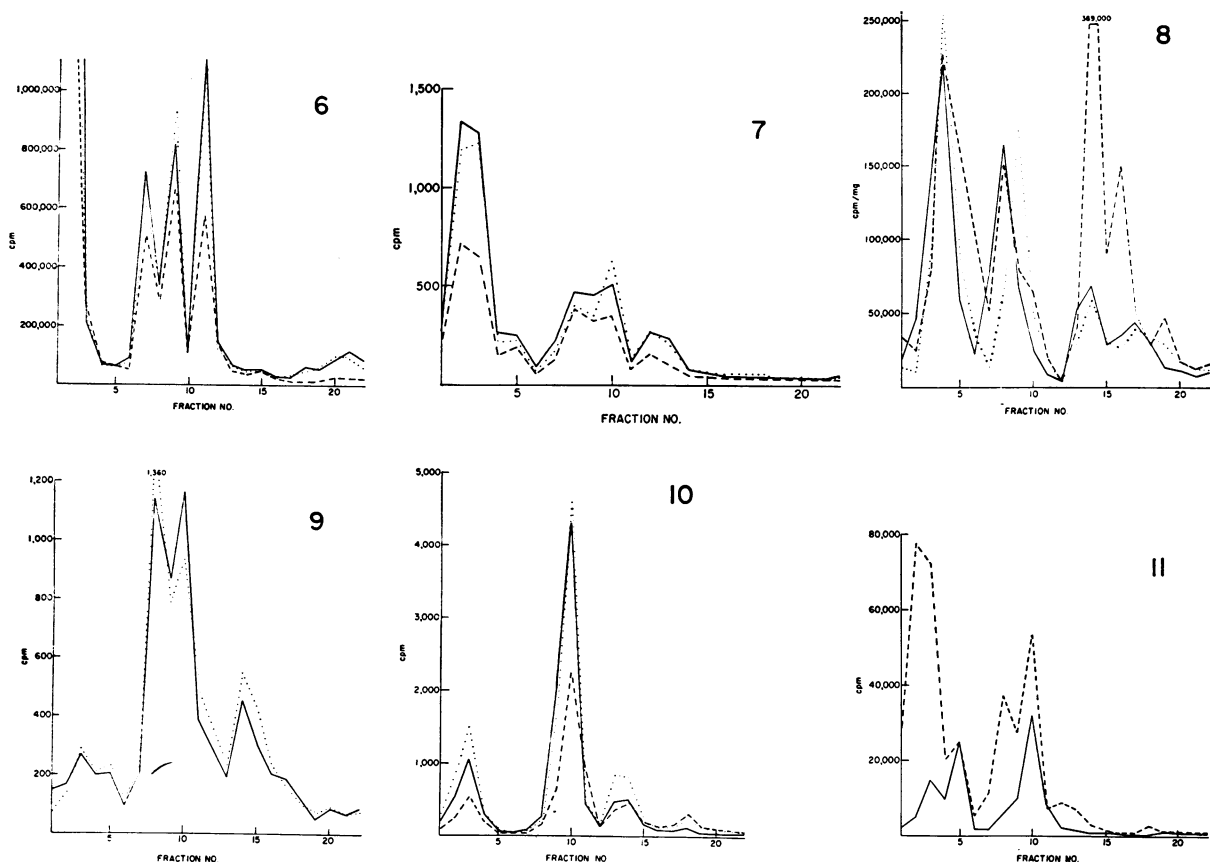 6
1,000,000
800,000
600,000
400,000
200,000
cpm
5 10 15 20
FRACTION NO.
7
1,500
1,000
500
cpm
5 10 15 20
FRACTION NO.
8
369,000
250,000
200,000
150,000
100,000
50,000
cpm/mg
5 10 15 20
FRACTION NO.
9
1,360
1,200
1,000
800
600
400
200
cpm
5 10 15 20
FRACTION NO.
10
5,000
4,000
3,000
2,000
1,000
cpm
5 10 15 20
FRACTION NO.
11
80,000
60,000
40,000
20,000
cpm
5 10 15 20
FRACTION NO.